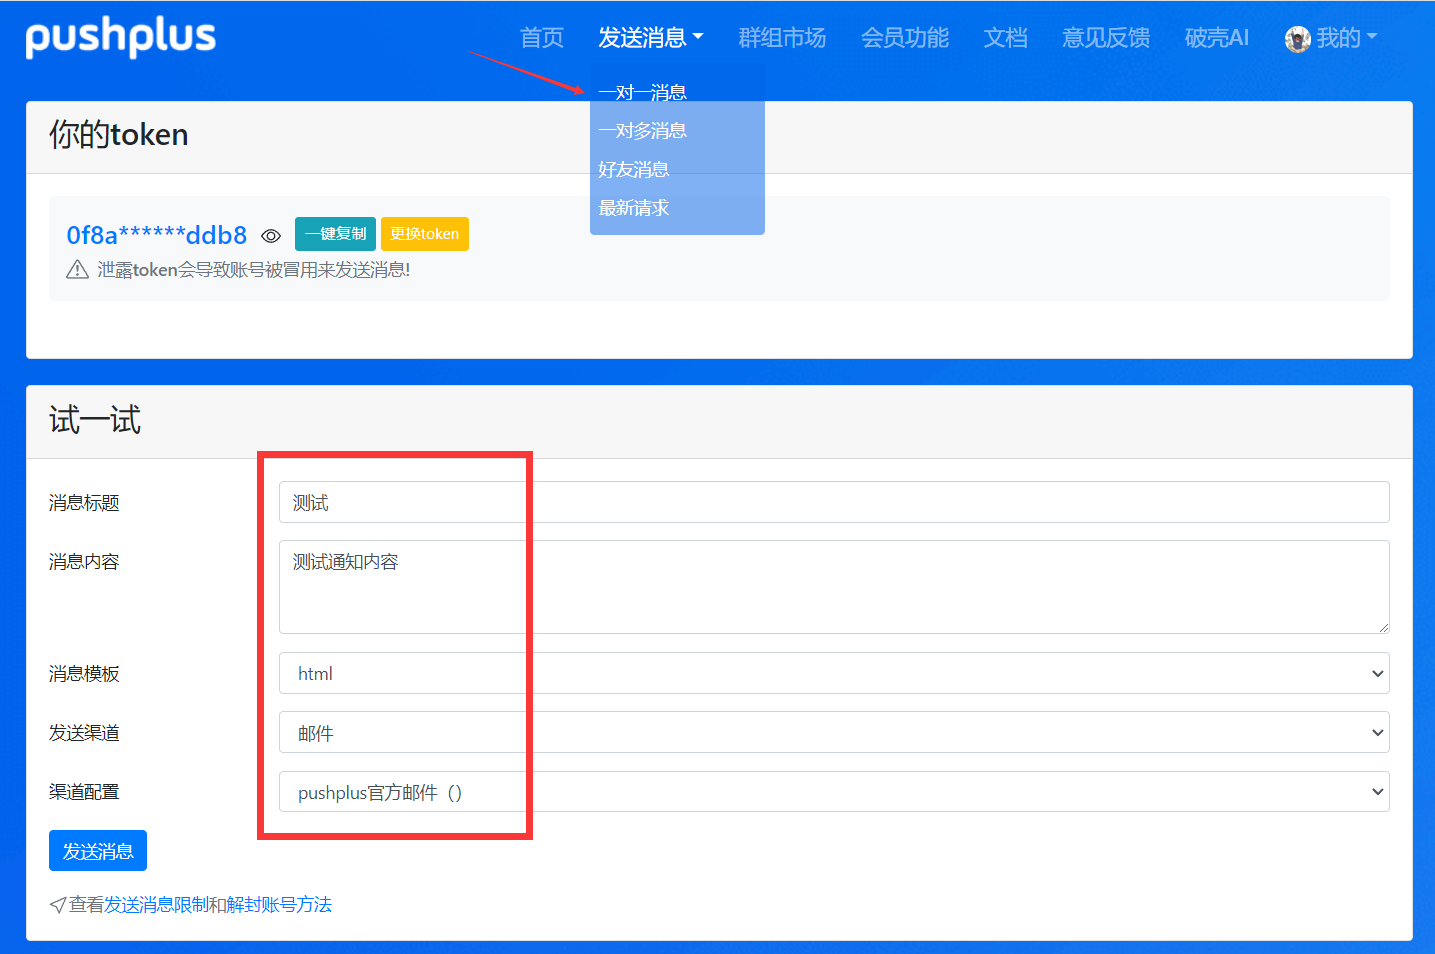 pushplus
首页
发送消息
群组市场
会员功能
文档
意见反馈
破壳AI
我的
一对一消息
一对多消息
好友消息
最新请求
你的token
0f8a******ddb8
一键复制
更换token
泄露token会导致账号被冒用来发送消息!
试一试
消息标题
测试
消息内容
测试通知内容
消息模板
html
发送渠道
邮件
渠道配置
pushplus官方邮件（）
发送消息
查看发送消息限制和解封账号方法